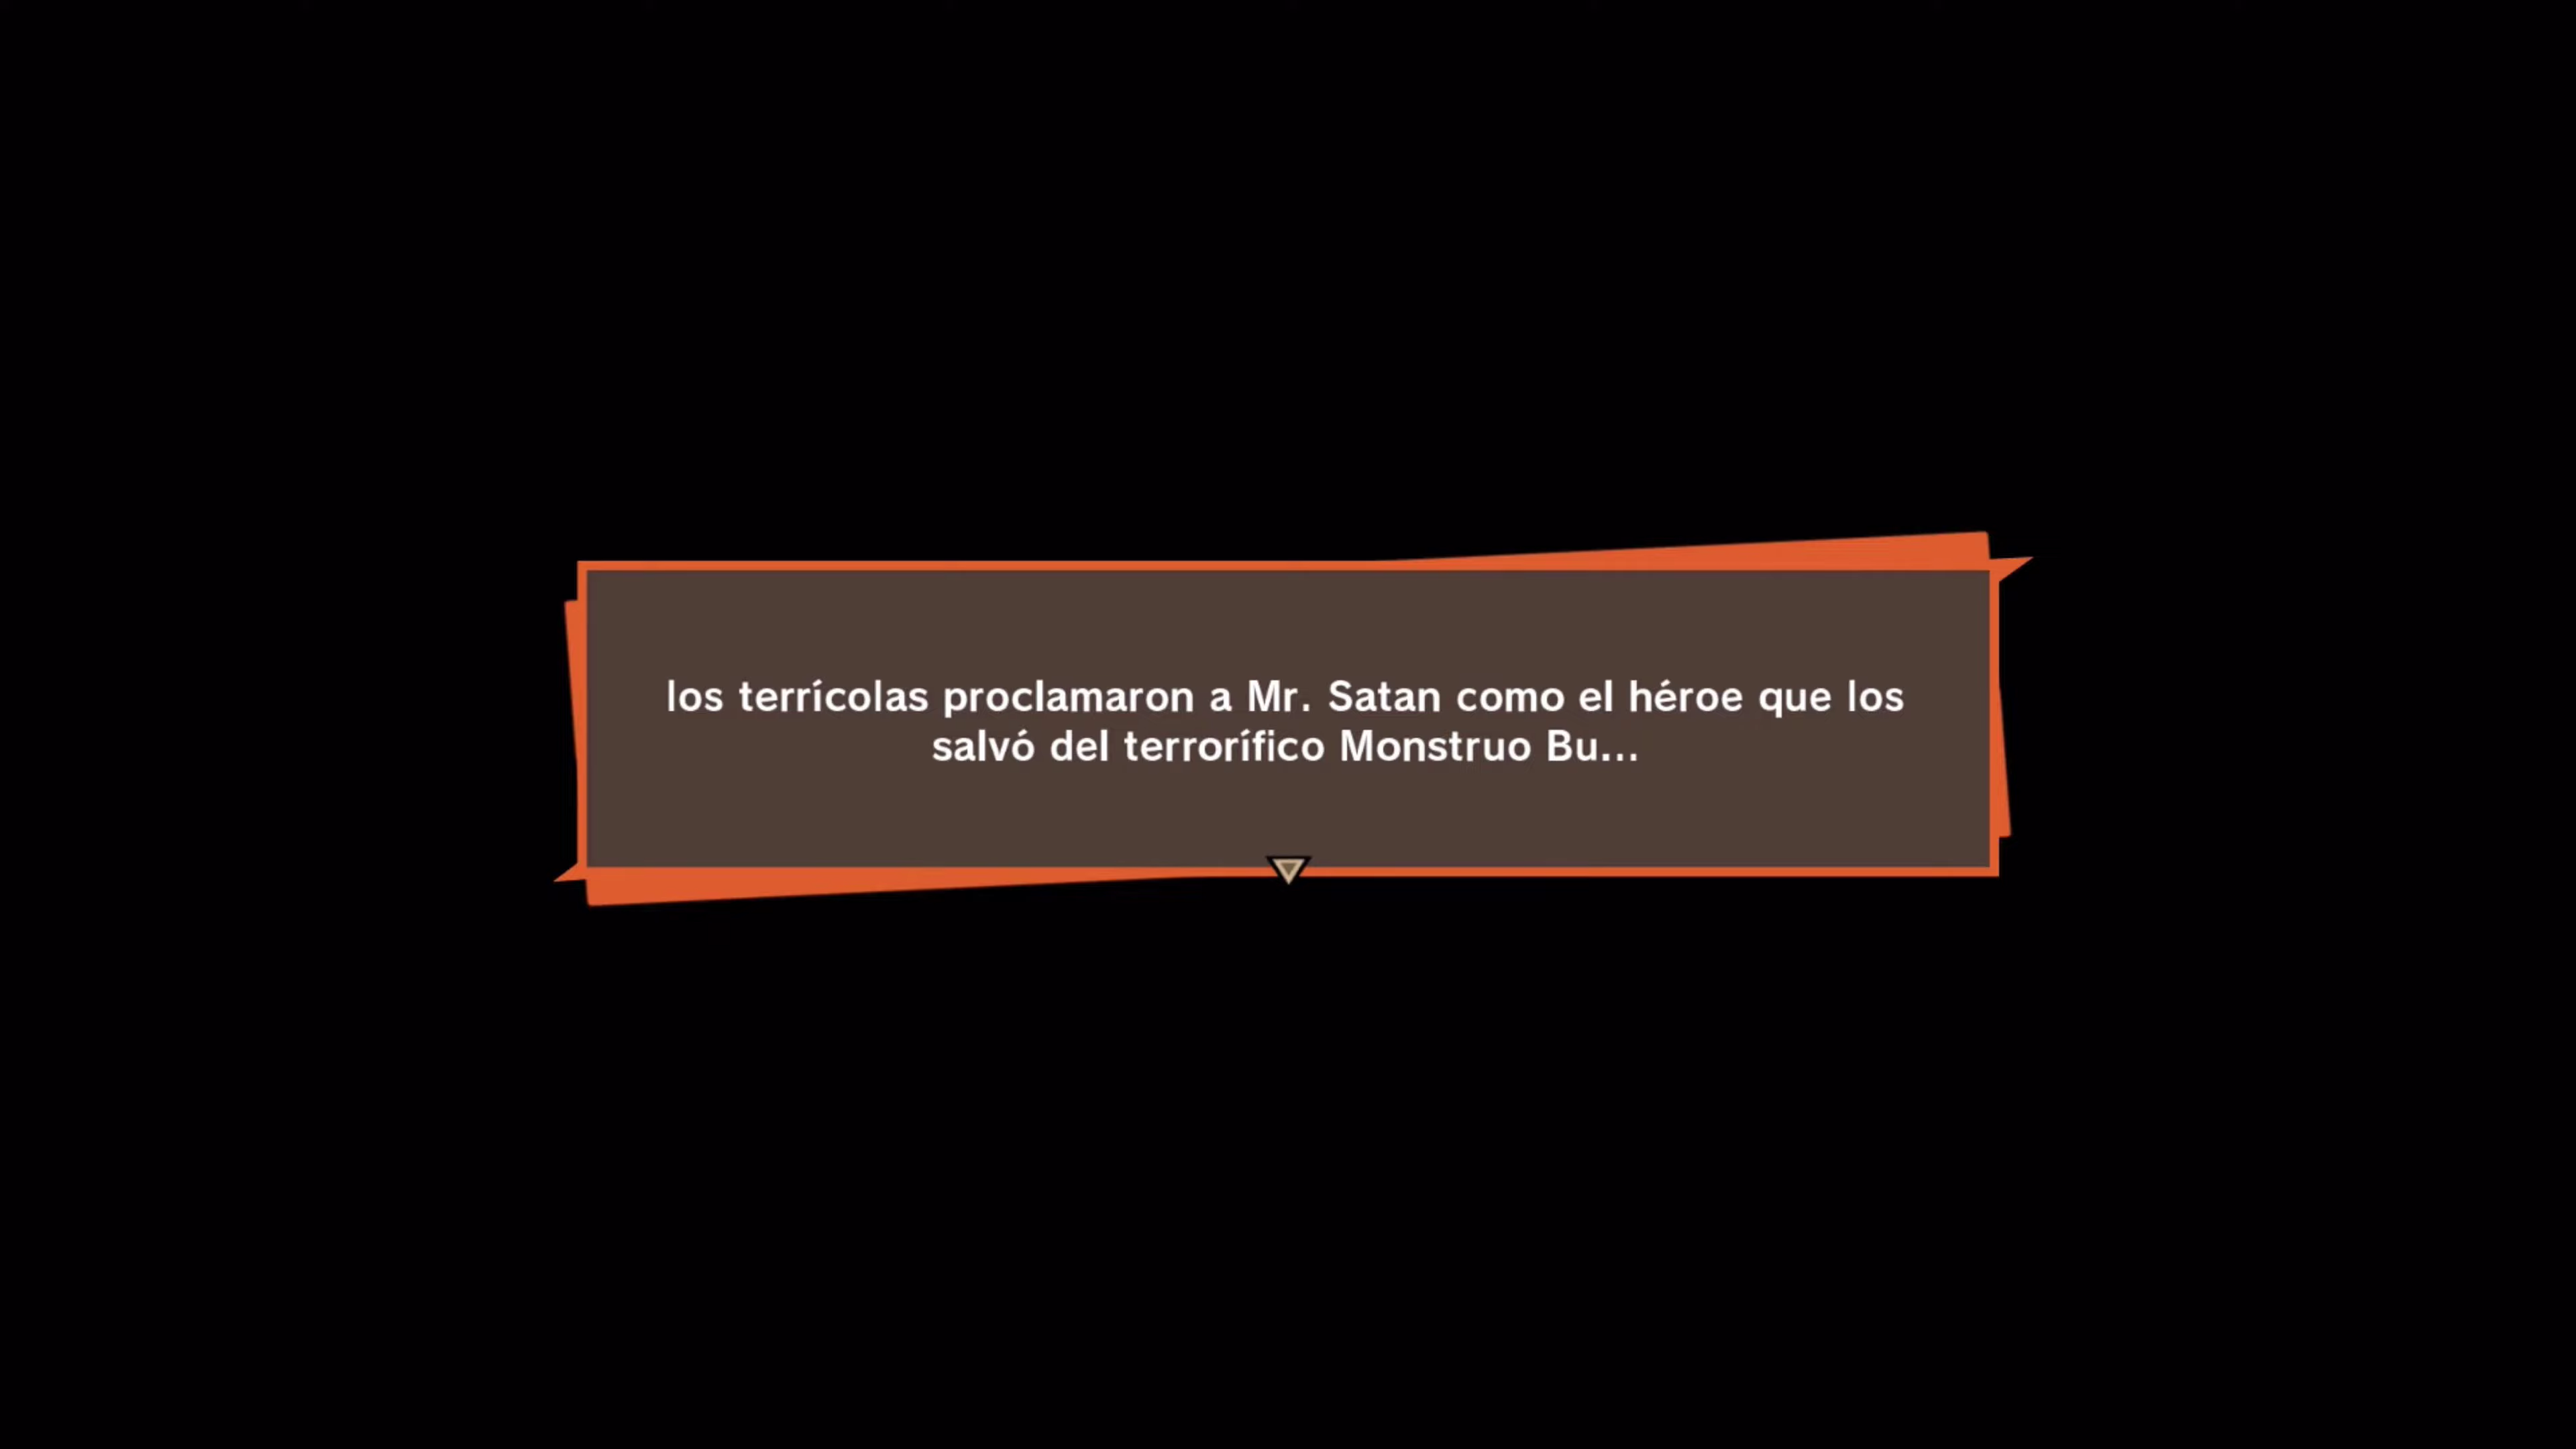 los terrícolas proclamaron a Mr. Satan como el héroe que los
salvó del terrorífico Monstruo Bu...